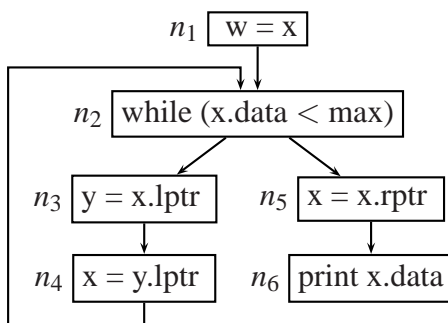 n1 w = x
n2 while (x.data < max)
n3 y = x.lptr
n5 x = x.rptr
n4 x = y.lptr
n6 print x.data